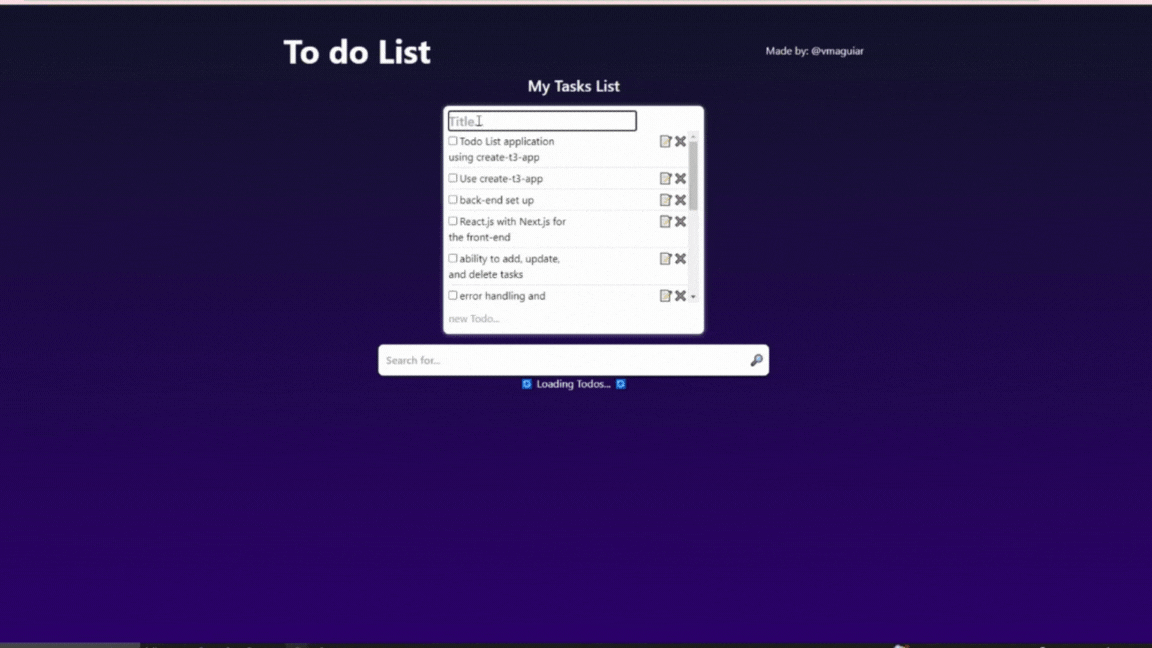 To do List
Made by: @vmaguiar
My Tasks List
Title
Todo List application
using create-t3-app
Use create-t3-app
back-end set up
React.js with Next.js for
the front-end
ability to add, update,
and delete tasks
error handling and
new Todo...
Search for...
Loading Todos...